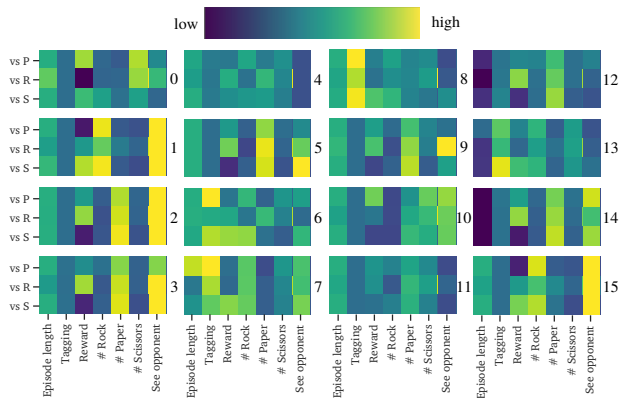 low high
vs P
vs R
vs S
0 4 8 12
vs P
vs R
vs S
1 5 9 13
vs P
vs R
vs S
2 6 10 14
vs P
vs R
vs S
3 7 11 15
Episode length Tagging Reward # Rock # Paper # Scissors See opponent
Episode length Tagging Reward # Rock # Paper # Scissors See opponent
Episode length Tagging Reward # Rock # Paper # Scissors See opponent
Episode length Tagging Reward # Rock # Paper # Scissors See opponent